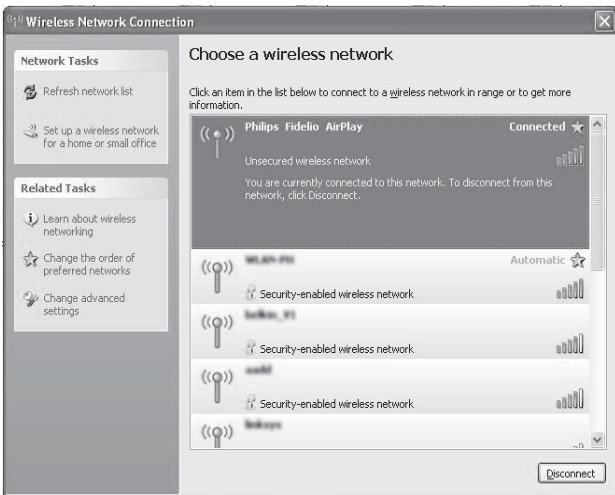 Wireless Network Connection
Network Tasks
Refresh network list
Set up a wireless network
for a home or small office
Related Tasks
Learn about wireless
networking
Change the order of
preferred networks
Change advanced
settings
Choose a wireless network
Click an item in the list below to connect to a wireless network in range or to get more
information.
Philips Fidelio AirPlay Connected
Unsecured wireless network
You are currently connected to this network. To disconnect from this
network, click Disconnect.
Automatic
Security-enabled wireless network
Security-enabled wireless network
Security-enabled wireless network
Disconnect